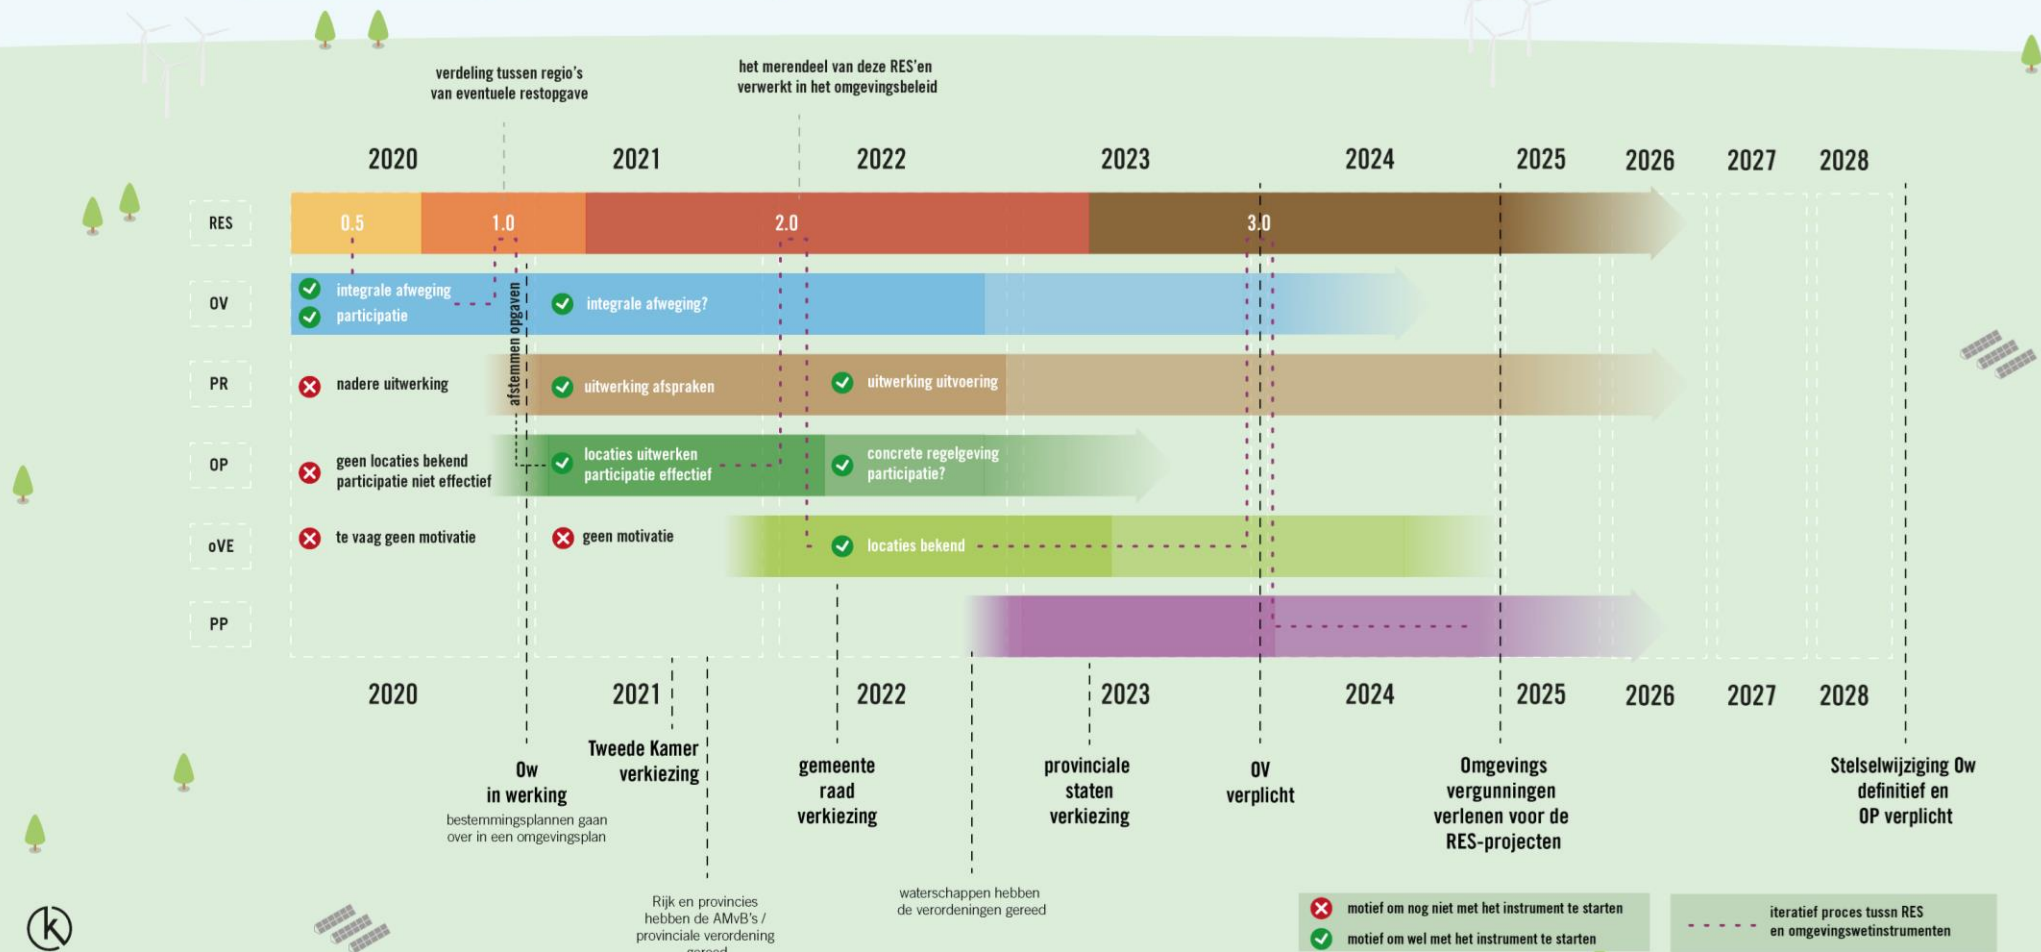 verdeling tussen regio's
van eventuele restopgave
het merendeel van deze RES'en
verwerkt in het omgevingsbeleid
2020 2021 2022 2023 2024 2025 2026 2027 2028
RES 0.5 1.0 2.0 3.0
OV
integrale afweging
participatie
afstemmen opgaven
integrale afweging?
PR
nadere uitwerking
uitwerking afspraken
uitwerking uitvoering
OP
geen locaties bekend
participatie niet effectief
locaties uitwerken
participatie effectief
concrete regelgeving
participatie?
oVE
te vaag geen motivatie
geen motivatie
locaties bekend
PP
2020 2021 2022 2023 2024 2025 2026 2027 2028
Ow
in werking
bestemmingsplannen gaan
over in een omgevingsplan
Tweede Kamer
verkiezing
Rijk en provincies
hebben de AMvB's /
provinciale verordening
gereed
gemeente
raad
verkiezing
waterschappen hebben
de verordeningen gereed
provinciale
staten
verkiezing
OV
verplicht
Omgevings
vergunningen
verlenen voor de
RES-projecten
Stelselwijziging Ow
definitief en
OP verplicht
k
motief om nog niet met het instrument te starten
motief om wel met het instrument te starten
iteratief proces tussn RES
en omgevingswetinstrumenten